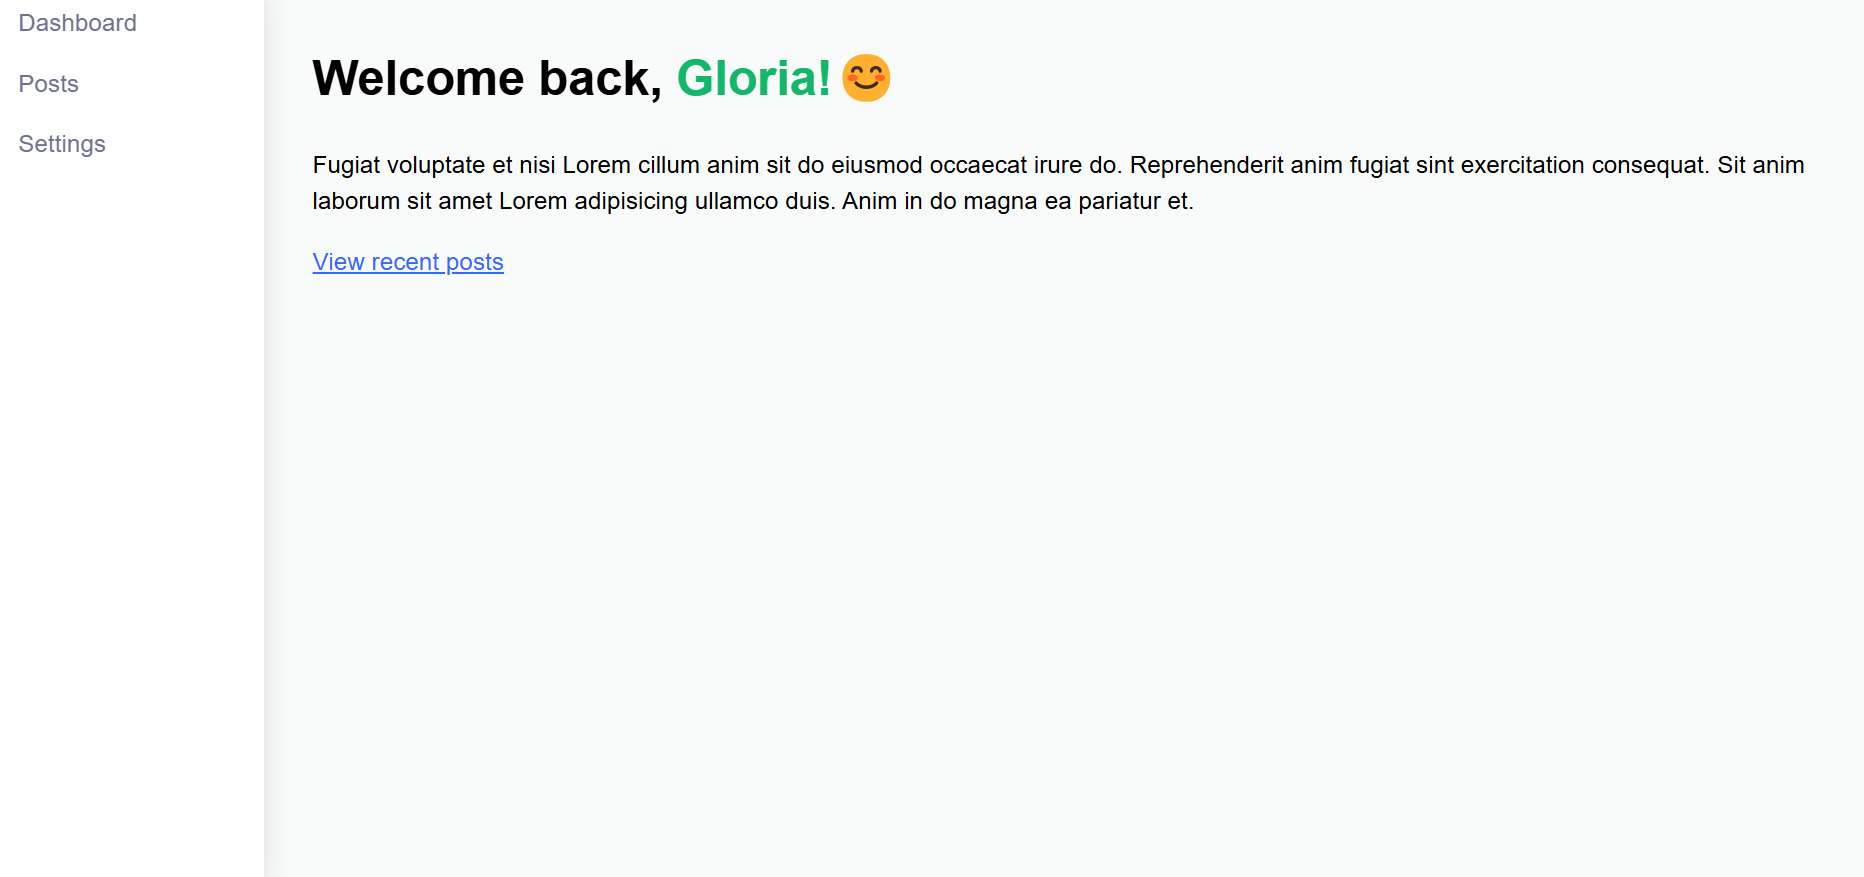 Dashboard
Posts
Settings
Welcome back, Gloria! 😊
Fugiat voluptate et nisi Lorem cillum anim sit do eiusmod occaecat irure do. Reprehenderit anim fugiat sint exercitation consequat. Sit anim
laborum sit amet Lorem adipisicing ullamco duis. Anim in do magna ea pariatur et.
View recent posts